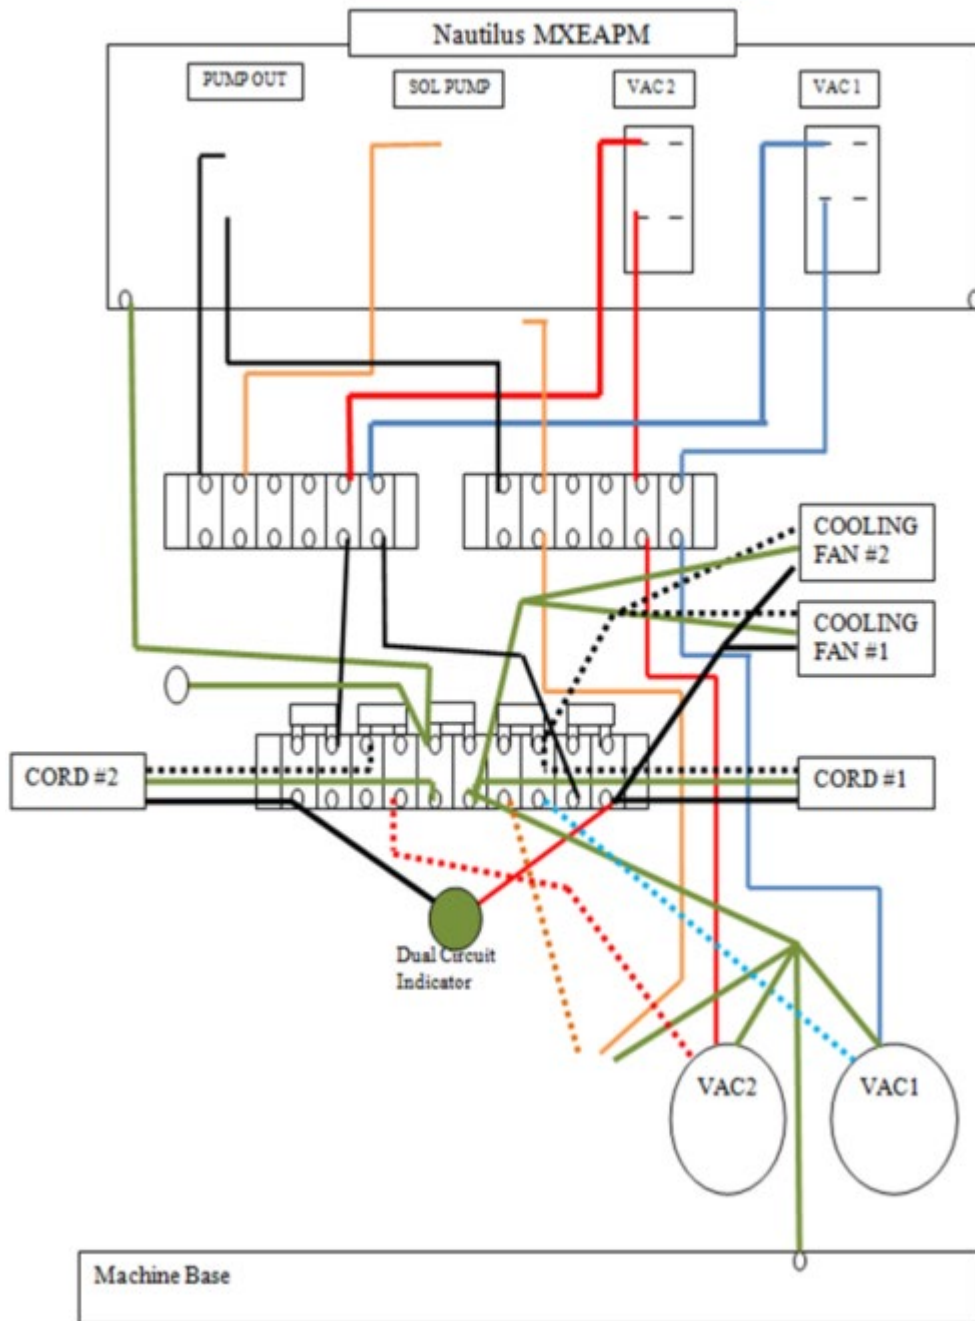 Nautilus MXEAPM
PUMP OUT
SOL PUMP
VAC 2
VAC 1
COOLING
FAN #2
COOLING
FAN #1
CORD #2
CORD #1
Dual Circuit
Indicator
VAC2
VAC1
Machine Base